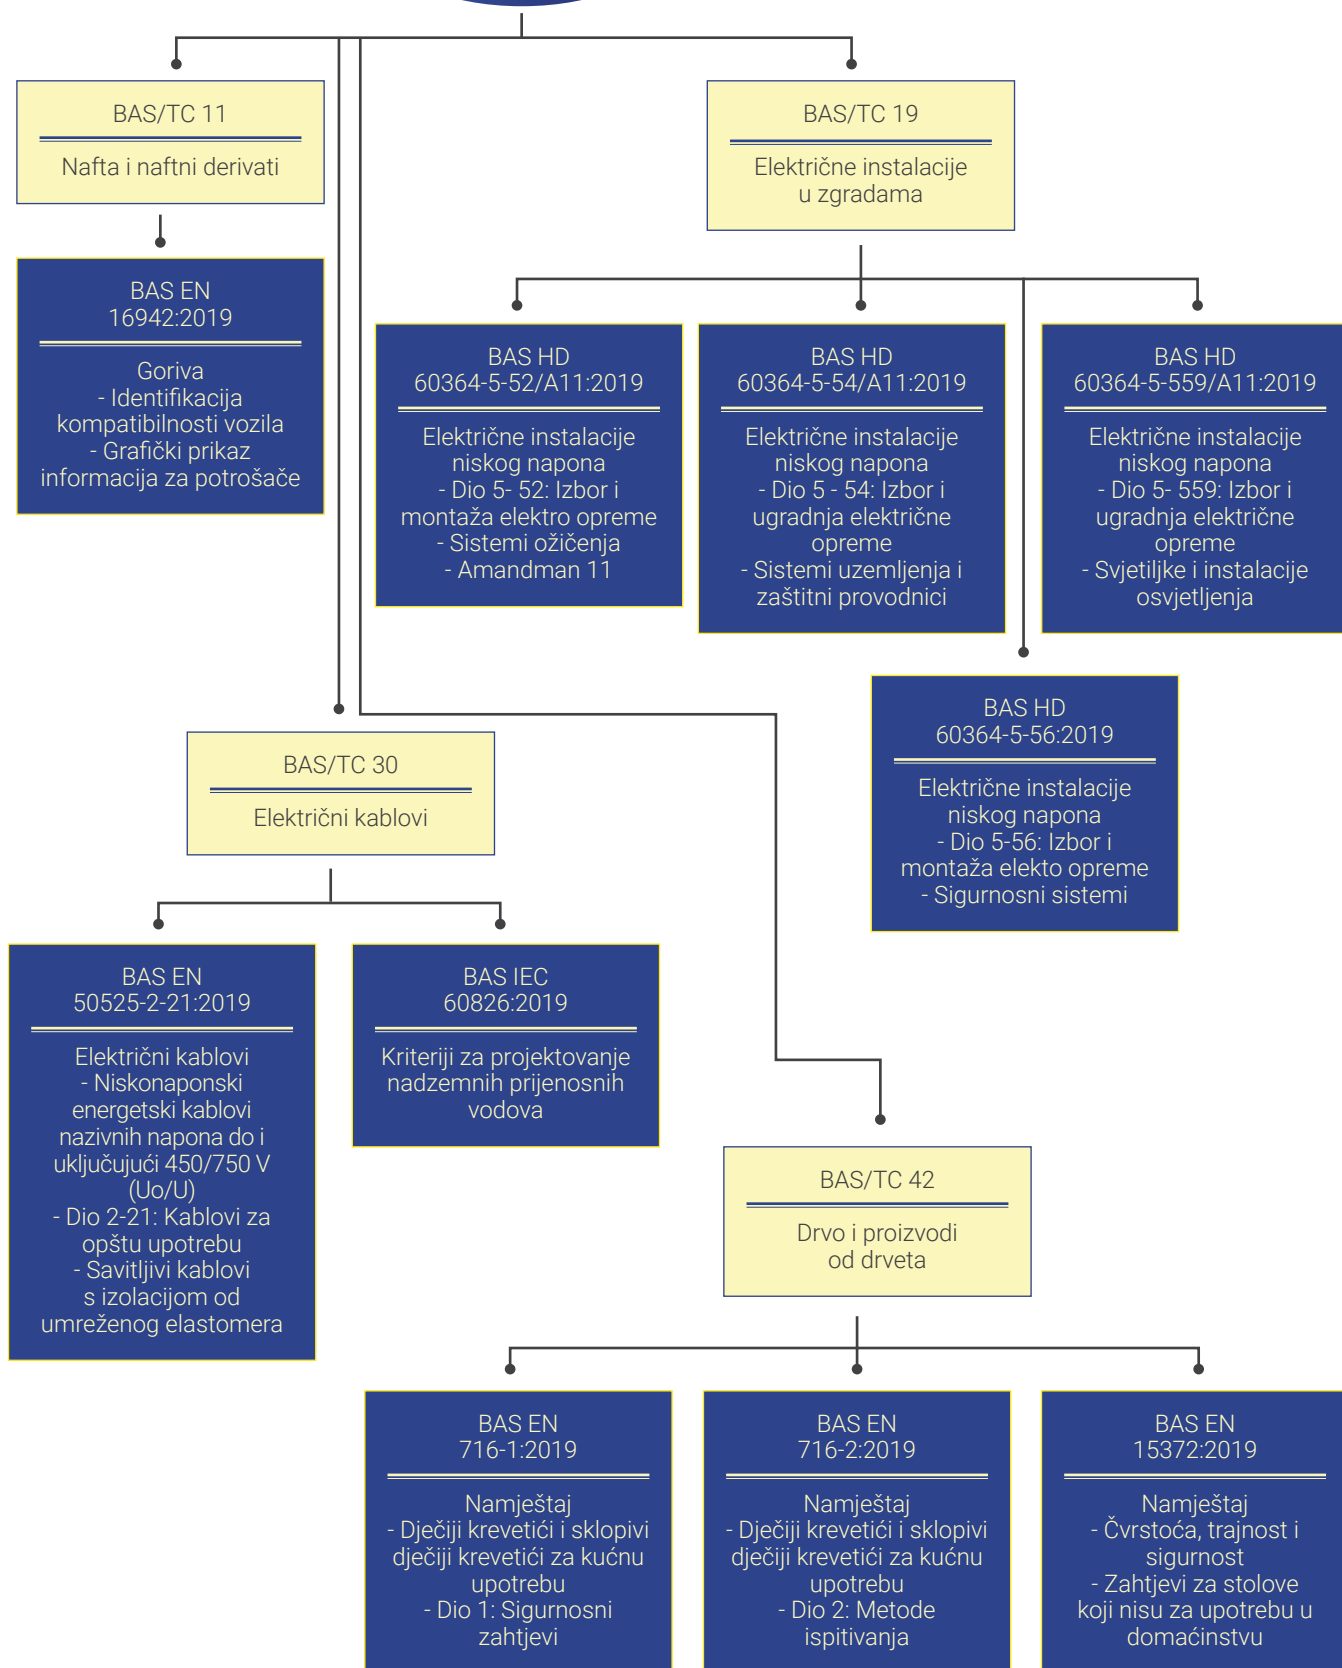 BAS/TC 11
Nafta i naftni derivati
BAS/TC 19
Električne instalacije
u zgradama
BAS EN
16942:2019
Goriva
- Identifikacija
kompatibilnosti vozila
- Grafički prikaz
informacija za potrošače
BAS HD
60364-5-52/A11:2019
Električne instalacije
niskog napona
- Dio 5- 52: Izbor i
montaža elektro opreme
- Sistemi ožičenja
- Amandman 11
BAS HD
60364-5-54/A11:2019
Električne instalacije
niskog napona
- Dio 5 - 54: Izbor i
ugradnja električne
opreme
- Sistemi uzemljenja i
zaštitni provodnici
BAS HD
60364-5-559/A11:2019
Električne instalacije
niskog napona
- Dio 5- 559: Izbor i
ugradnja električne
opreme
- Svjetiljke i instalacije
osvjetljenja
BAS HD
60364-5-56:2019
Električne instalacije
niskog napona
- Dio 5-56: Izbor i
montaža elekto opreme
- Sigurnosni sistemi
BAS/TC 30
Električni kablovi
BAS EN
50525-2-21:2019
Električni kablovi
- Niskonaponski
energetski kablovi
nazivnih napona do i
uključujući 450/750 V
(Uo/U)
- Dio 2-21: Kablovi za
opštu upotrebu
- Savitljivi kablovi
s izolacijom od
umreženog elastomera
BAS IEC
60826:2019
Kriteriji za projektovanje
nadzemnih prijenosnih
vodova
BAS/TC 42
Drvo i proizvodi
od drveta
BAS EN
716-1:2019
Namještaj
- Dječiji krevetići i sklopivi
dječiji krevetići za kućnu
upotrebu
- Dio 1: Sigurnosni
zahtjevi
BAS EN
716-2:2019
Namještaj
- Dječiji krevetići i sklopivi
dječiji krevetići za kućnu
upotrebu
- Dio 2: Metode
ispitivanja
BAS EN
15372:2019
Namještaj
- Čvrstoća, trajnost i
sigurnost
- Zahtjevi za stolove
koji nisu za upotrebu u
domaćinstvu